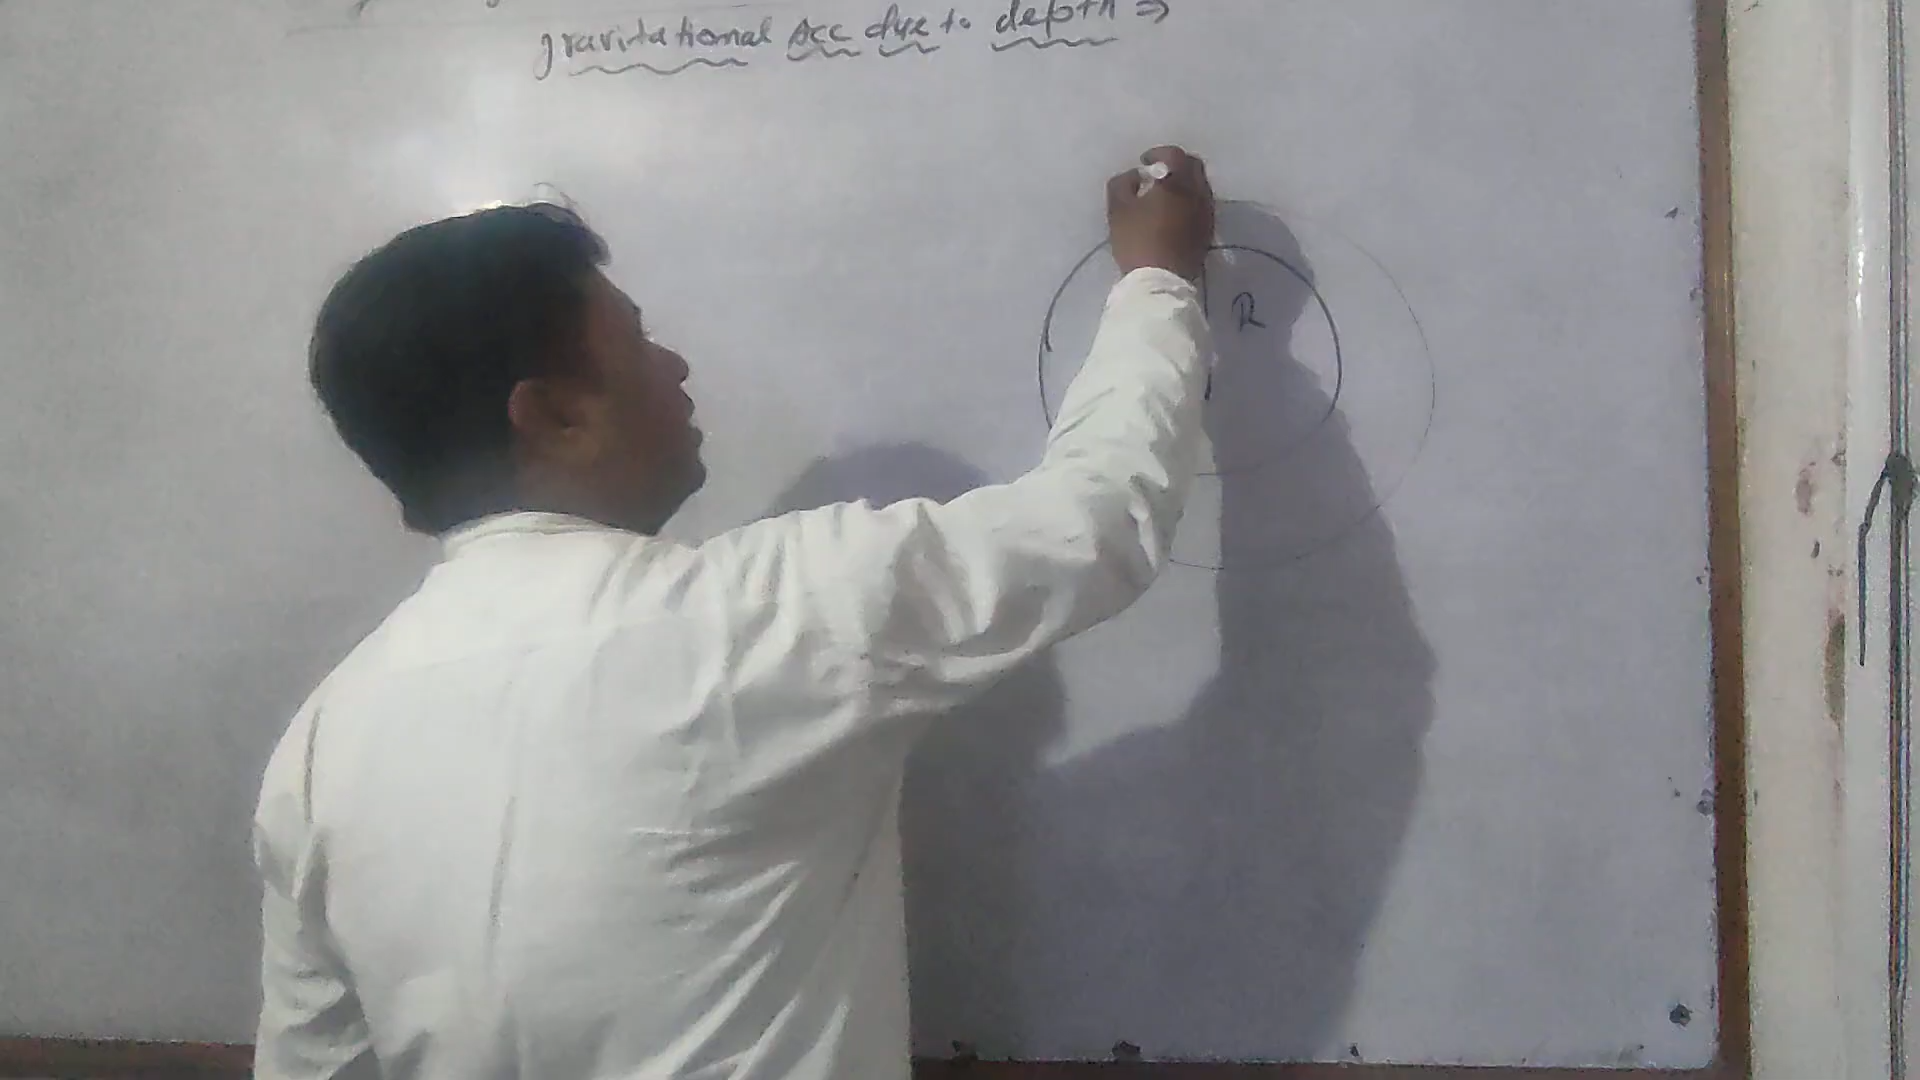 gravitational Acc due to depth ⇒
R